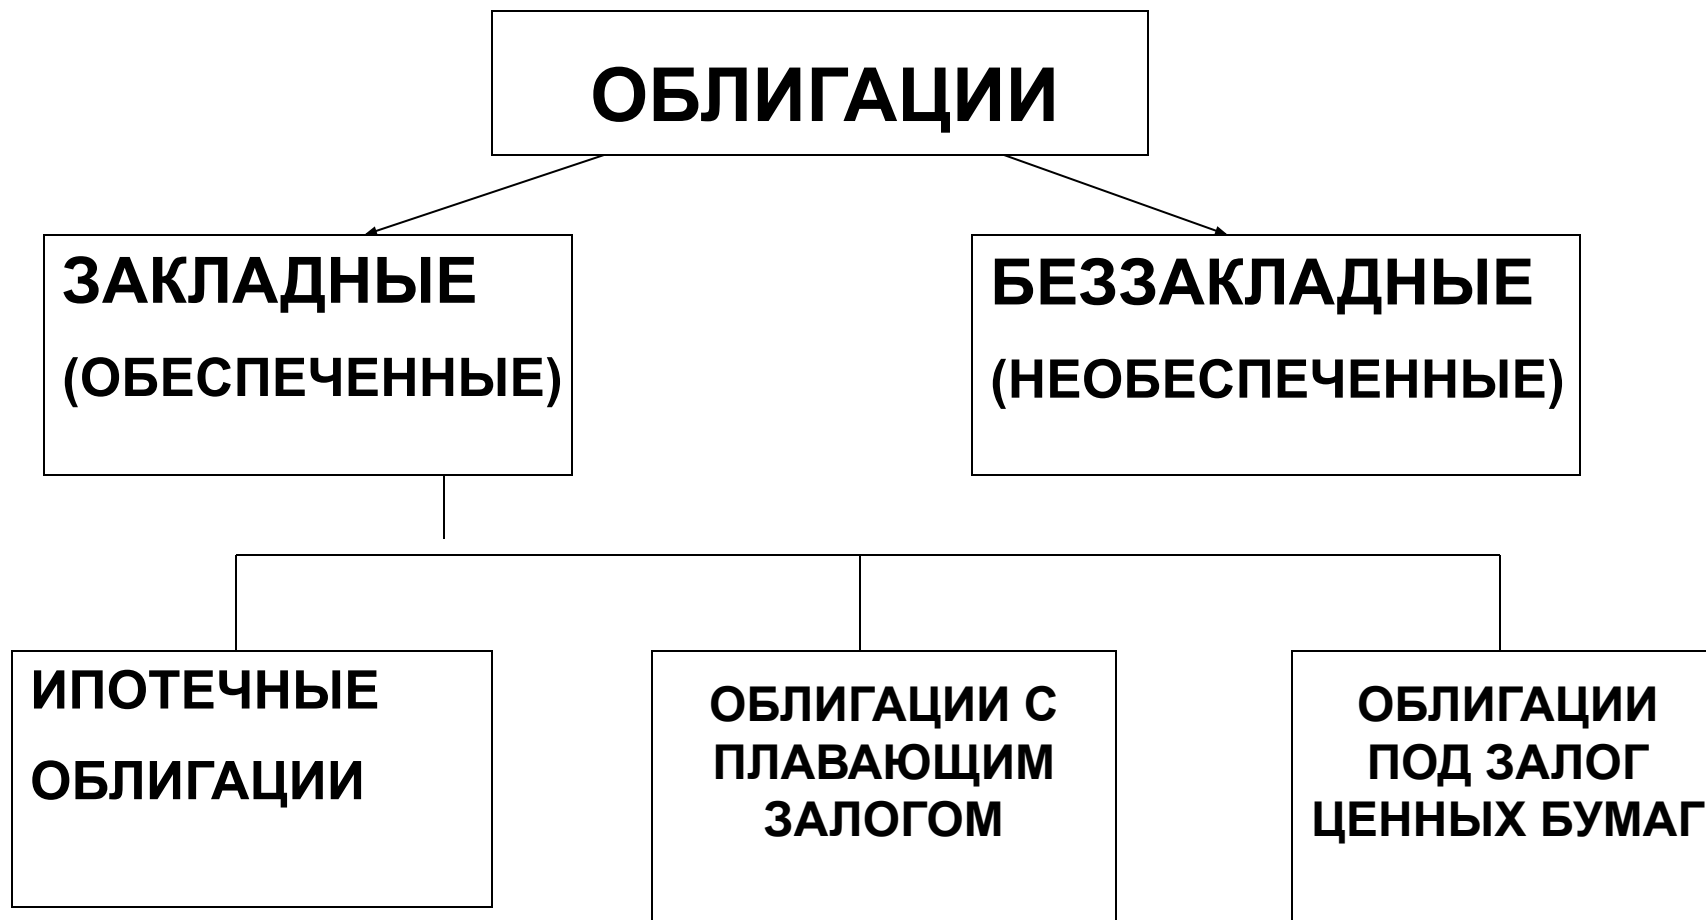 ОБЛИГАЦИИ
ЗАКЛАДНЫЕ
(ОБЕСПЕЧЕННЫЕ)
БЕЗЗАКЛАДНЫЕ
(НЕОБЕСПЕЧЕННЫЕ)
ИПОТЕЧНЫЕ
ОБЛИГАЦИИ
ОБЛИГАЦИИ С
ПЛАВАЮЩИМ
ЗАЛОГОМ
ОБЛИГАЦИИ
ПОД ЗАЛОГ
ЦЕННЫХ БУМАГ